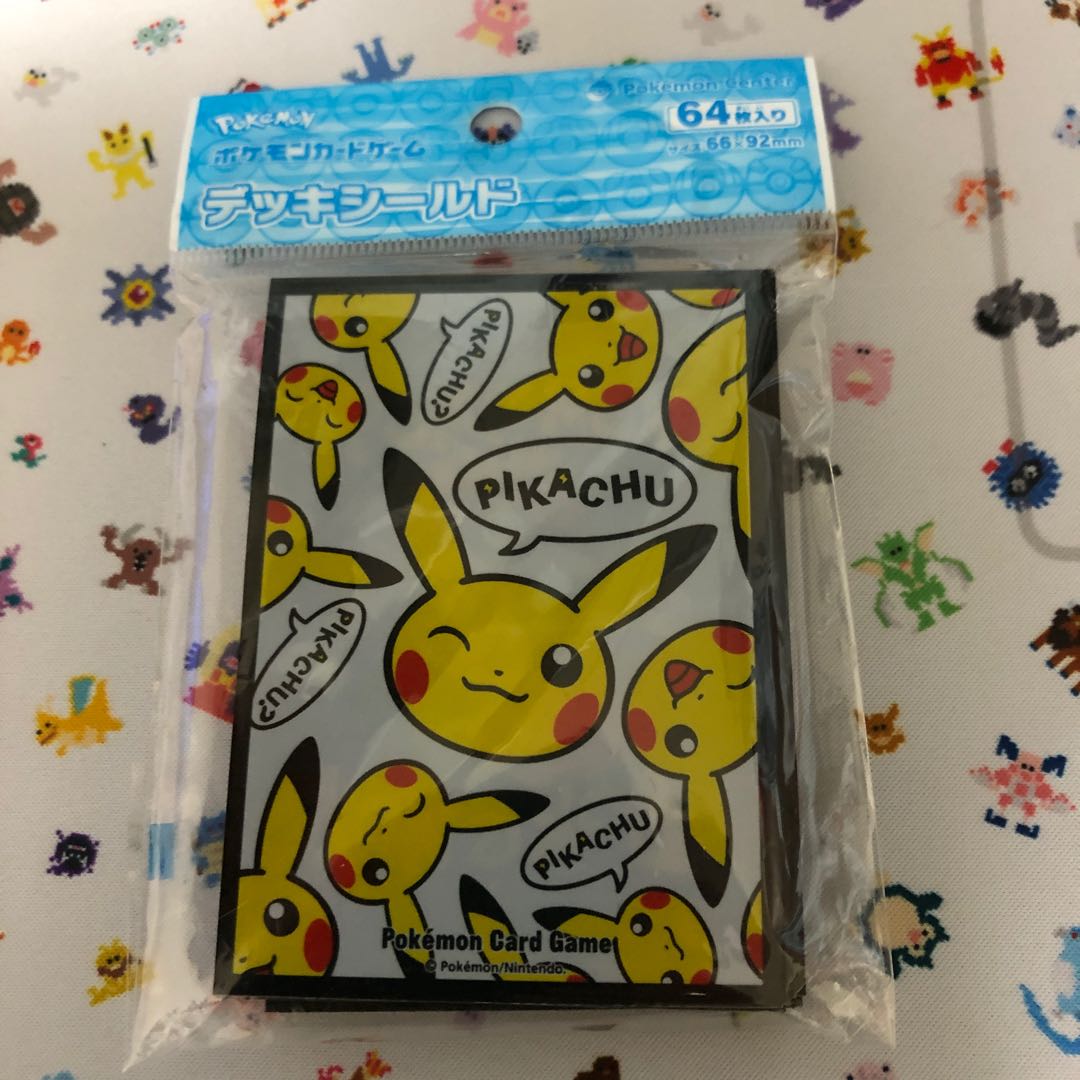 Pokémon Center
POKéMON
64枚入り
ポケモンカードゲーム
サイズ 66×92mm
デッキシールド
PIKACHU?
PIKACHU
PIKACHU?
PIKACHU
Pokémon Card Game
© Pokémon/Nintendo.